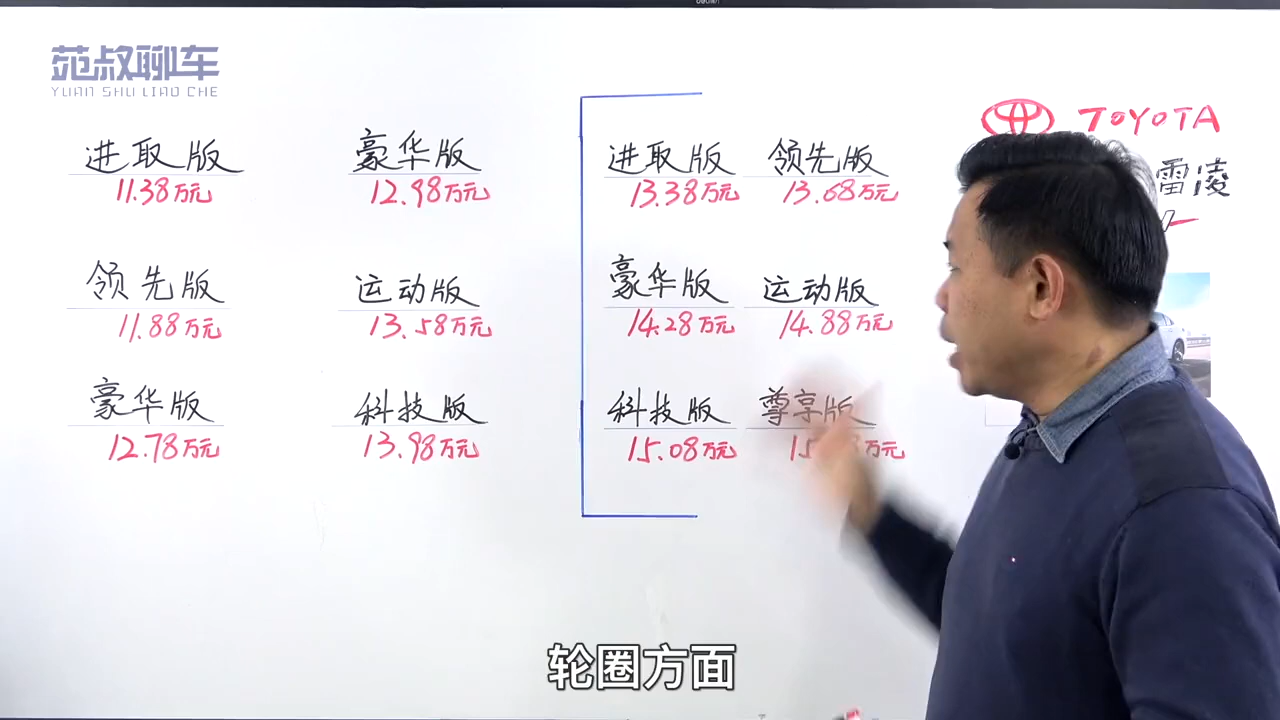 苑叔聊车
YUAN SHU LIAO CHE
进取版
11.38万元
豪华版
12.98万元
领先版
11.88万元
运动版
13.58万元
豪华版
12.78万元
科技版
13.98万元
进取版
13.38万元
领先版
13.68万元
豪华版
14.28万元
运动版
14.88万元
科技版
15.08万元
尊享版
万元
TOYOTA
雷凌
轮圈方面